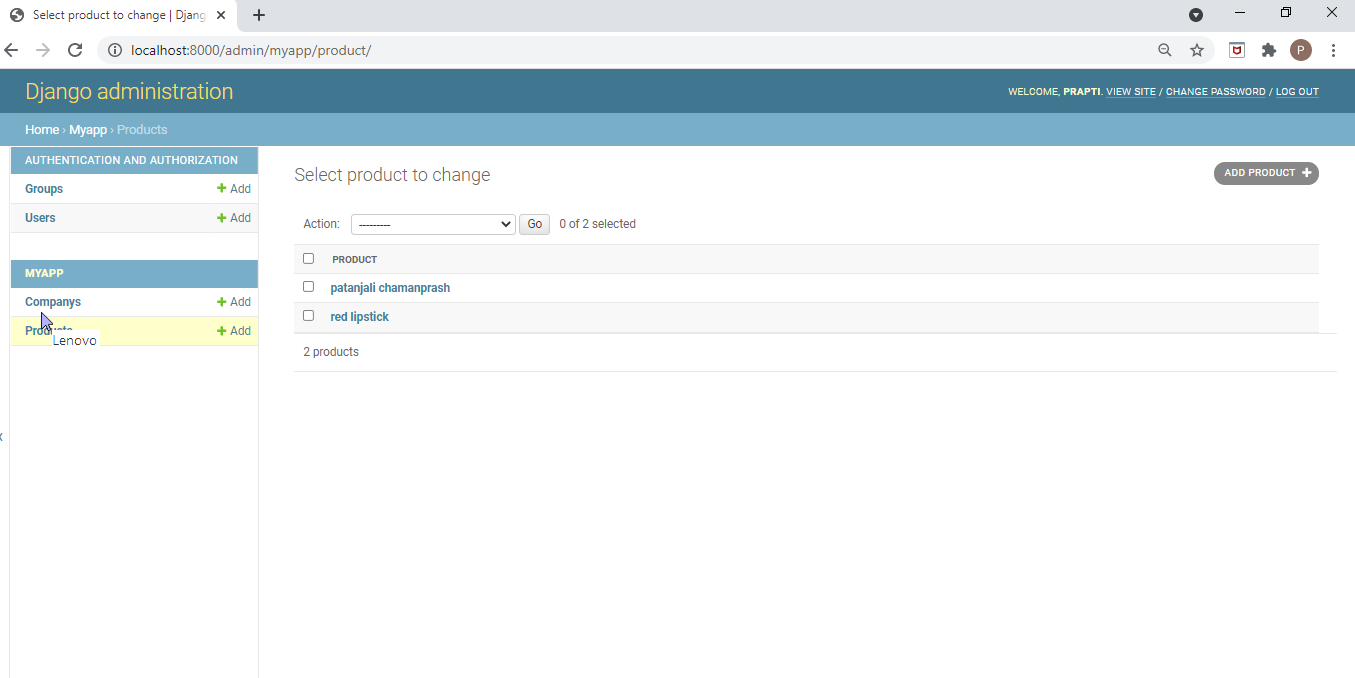 Select product to change | Djang
localhost:8000/admin/myapp/product/
P
Django administration
WELCOME, PRAPTI. VIEW SITE / CHANGE PASSWORD / LOG OUT
Home › Myapp › Products
AUTHENTICATION AND AUTHORIZATION
Groups + Add
Users + Add
MYAPP
Companys + Add
Products + Add
Lenovo
Select product to change
ADD PRODUCT +
Action: --------- Go 0 of 2 selected
PRODUCT
patanjali chamanprash
red lipstick
2 products